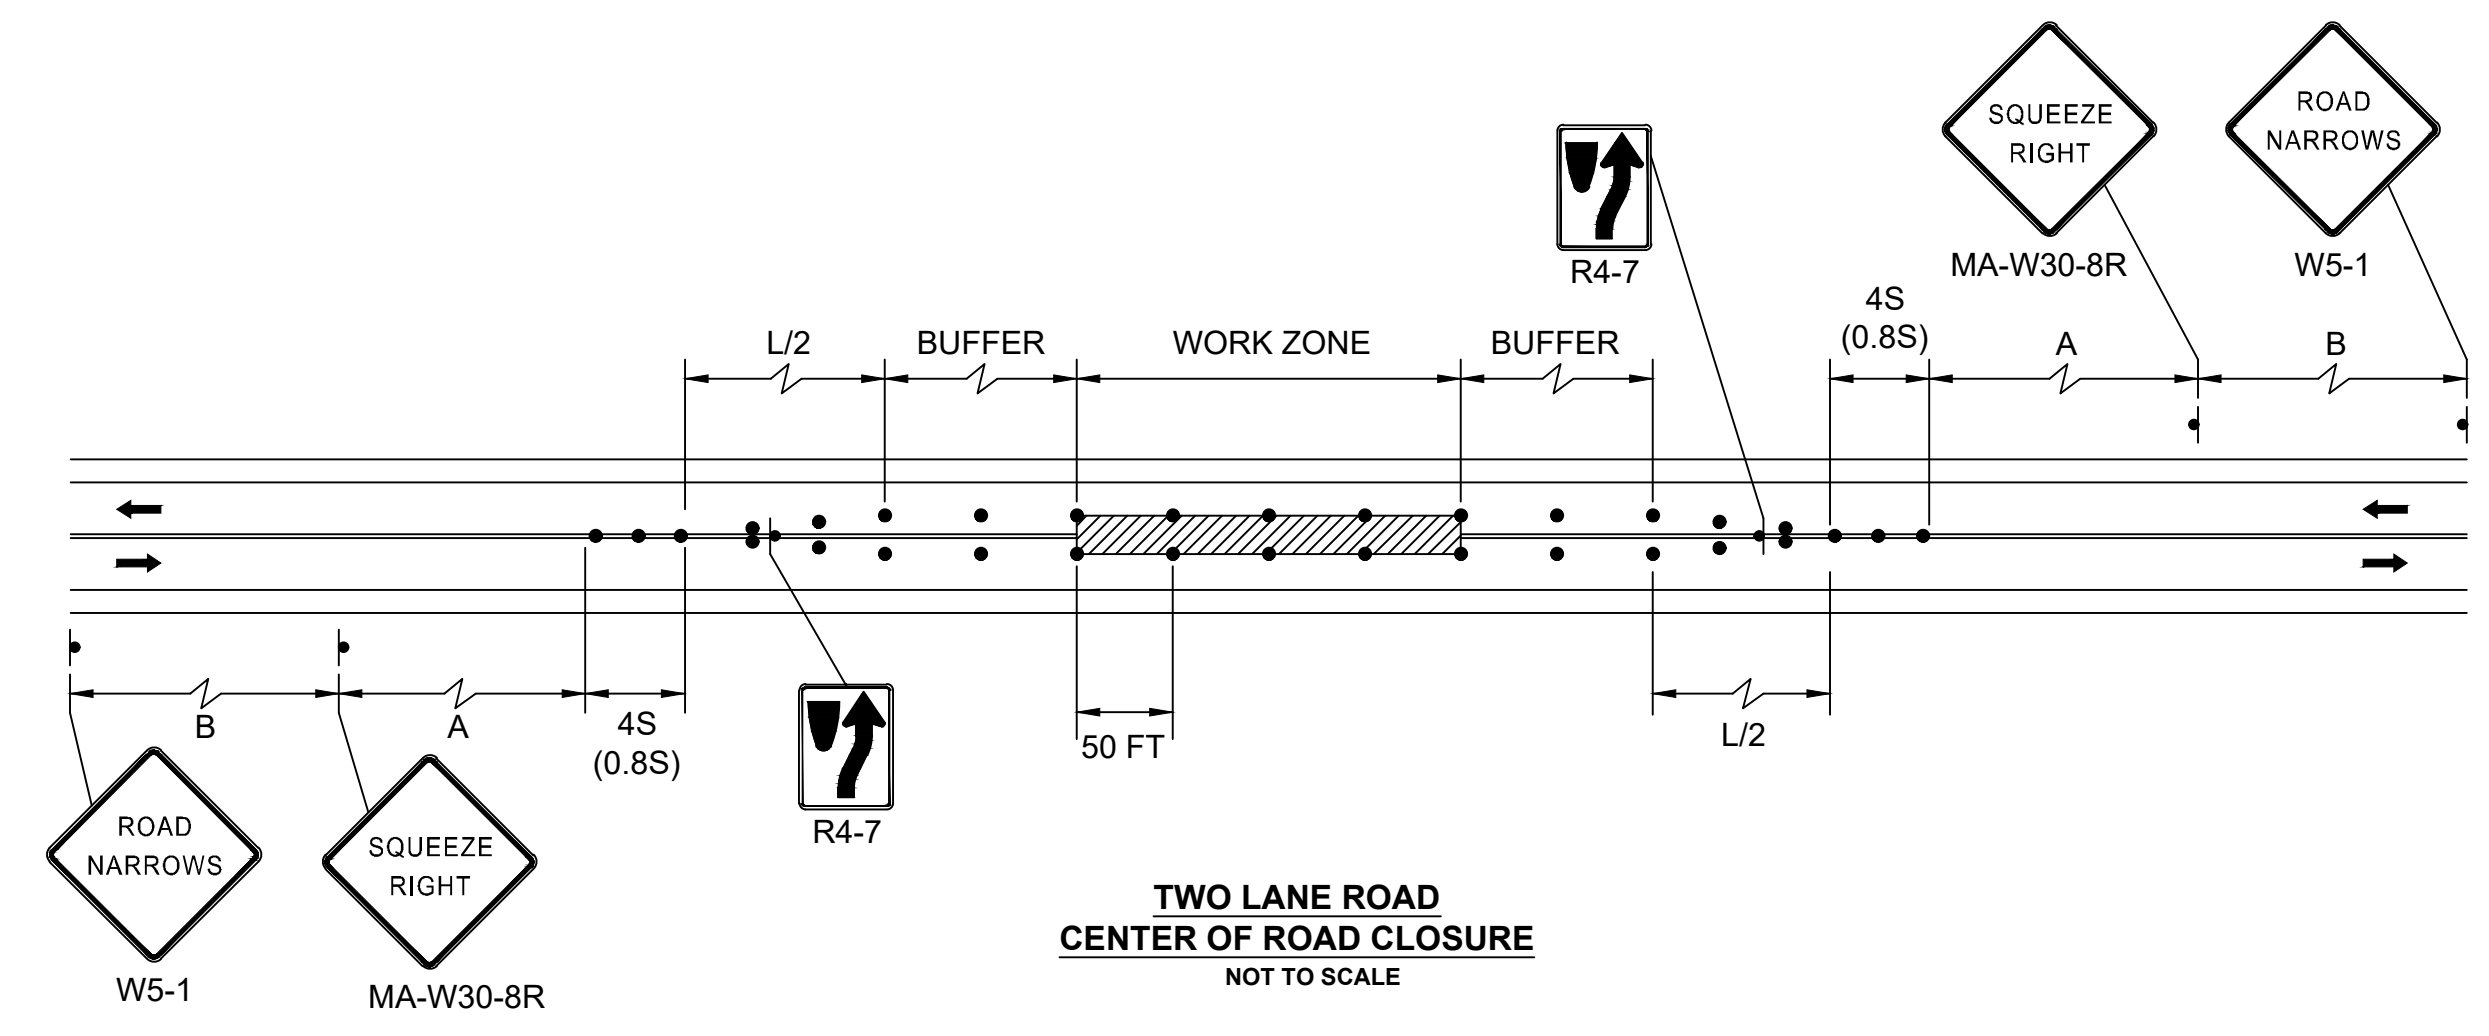 SQUEEZE
RIGHT
MA-W30-8R
ROAD
NARROWS
W5-1
R4-7
L/2
BUFFER
WORK ZONE
BUFFER
4S
(0.8S)
A
B
B
A
4S
(0.8S)
50 FT
L/2
R4-7
ROAD
NARROWS
W5-1
SQUEEZE
RIGHT
MA-W30-8R
TWO LANE ROAD
CENTER OF ROAD CLOSURE
NOT TO SCALE